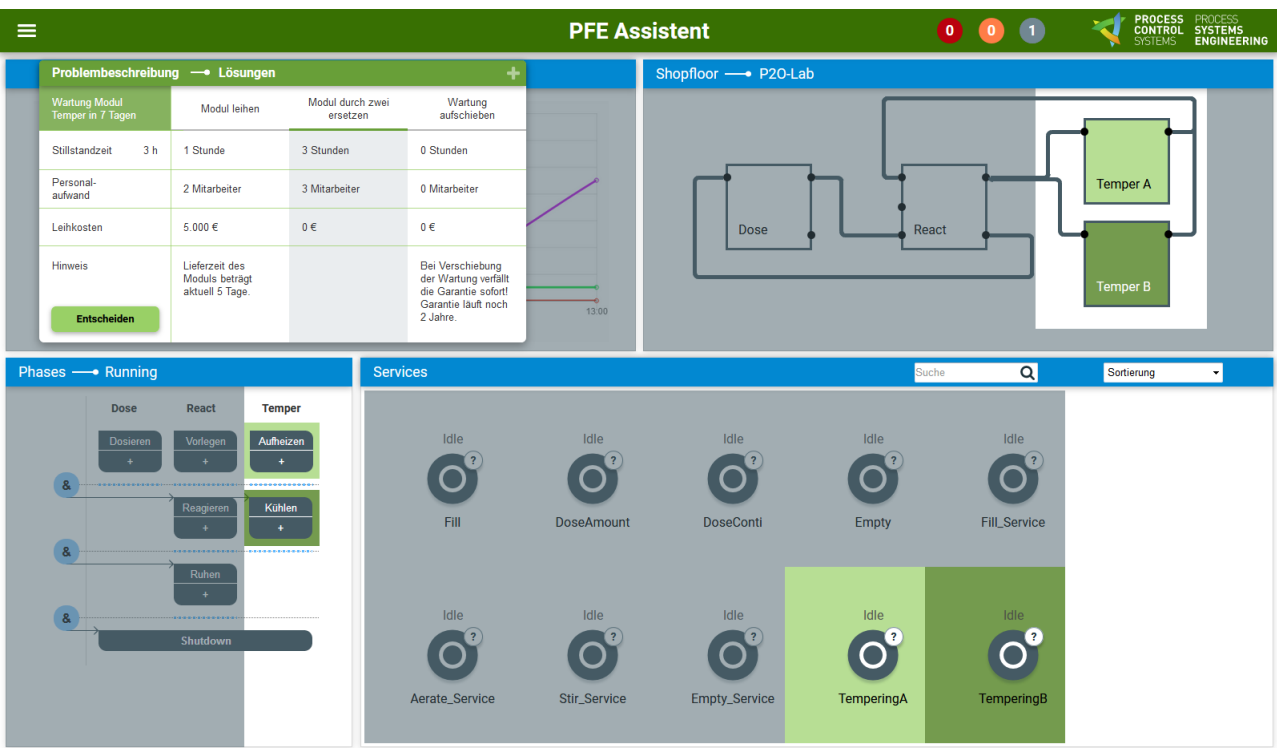 PFE Assistent
0
0
1
PROCESS CONTROL SYSTEMS
PROCESS SYSTEMS ENGINEERING
Problembeschreibung Lösungen
+
Wartung Modul
Temper in 7 Tagen
Modul leihen
Modul durch zwei
ersetzen
Wartung
aufschieben
Stillstandzeit 3 h
1 Stunde
3 Stunden
0 Stunden
Personal-
aufwand
2 Mitarbeiter
3 Mitarbeiter
0 Mitarbeiter
Leihkosten
5.000 €
0 €
0 €
Hinweis
Lieferzeit des
Moduls beträgt
aktuell 5 Tage.
Bei Verschiebung
der Wartung verfällt
die Garantie sofort!
Garantie läuft noch
2 Jahre.
Entscheiden
13:00
Shopfloor P2O-Lab
Dose
React
Temper A
Temper B
Phases Running
Dose React Temper
Dosieren
+
Vorlegen
+
Aufheizen
+
&
Reagieren
+
Kühlen
+
&
Ruhen
+
&
Shutdown
Services
Suche
Sortierung
Idle
?
Fill
Idle
?
DoseAmount
Idle
?
DoseConti
Idle
?
Empty
Idle
?
Fill_Service
Idle
?
Aerate_Service
Idle
?
Stir_Service
Idle
?
Empty_Service
Idle
?
TemperingA
Idle
?
TemperingB